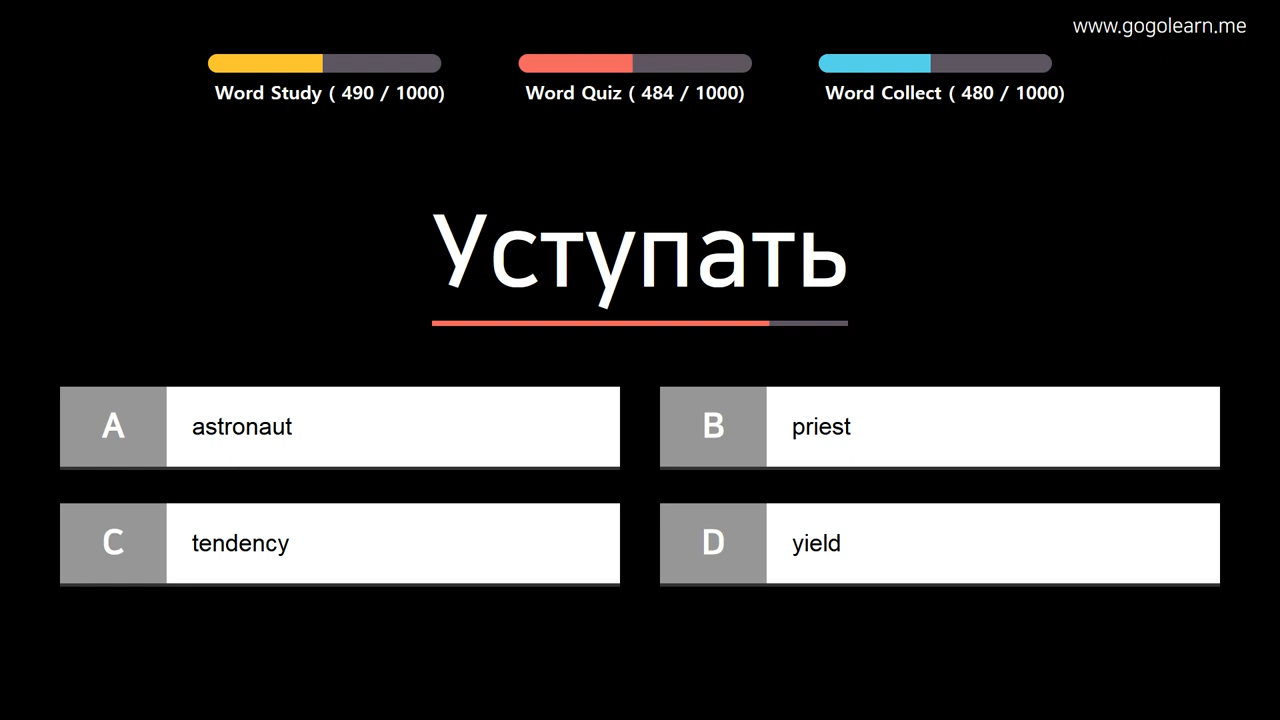 www.gogolearn.me
Word Study ( 490 / 1000)
Word Quiz ( 484 / 1000)
Word Collect ( 480 / 1000)
Уступать
A astronaut
B priest
C tendency
D yield